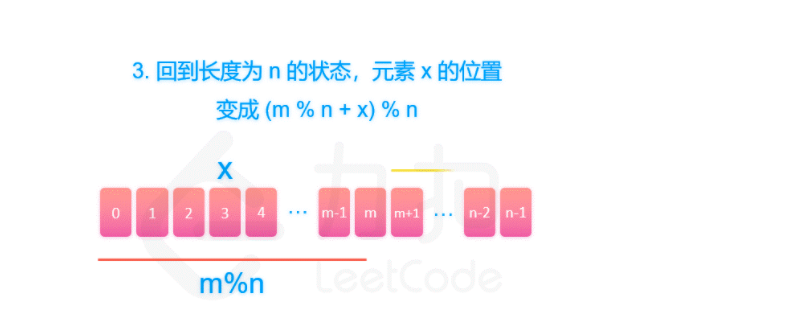 3. 回到长度为 n 的状态，元素 x 的位置
变成 (m % n + x) % n
力扣
x
0 1 2 3 4 ··· m-1 m m+1 ··· n-2 n-1
m%n
LeetCode